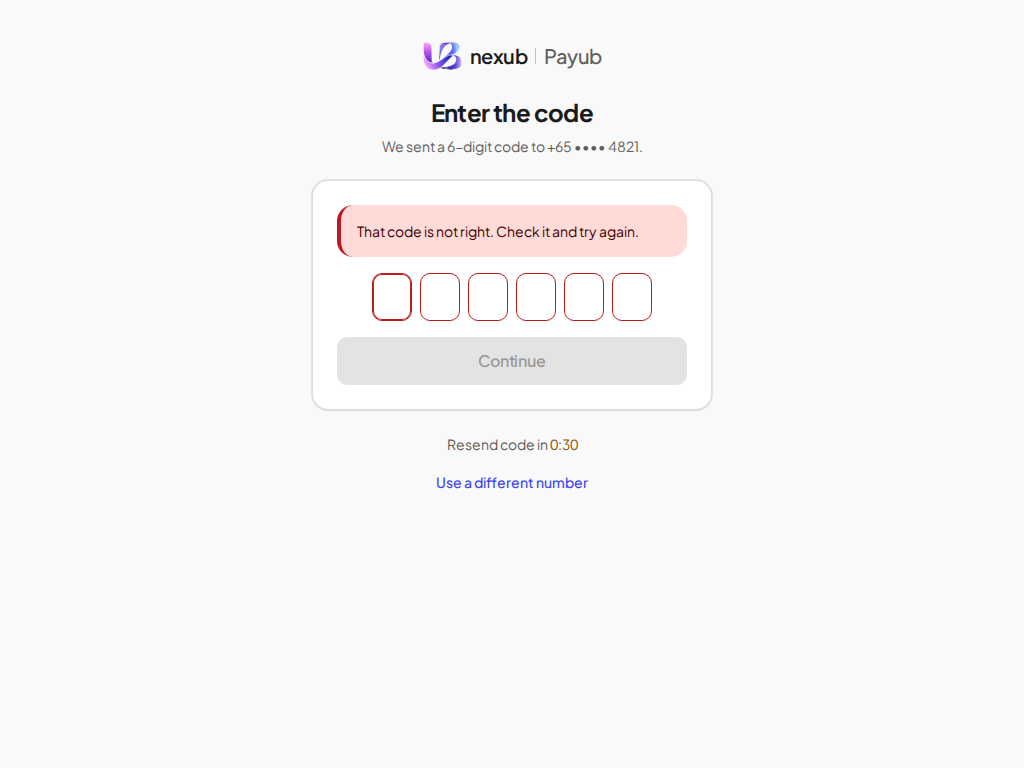 nexub | Payub
Enter the code
We sent a 6-digit code to +65 •••• 4821.
That code is not right. Check it and try again.
Continue
Resend code in 0:30
Use a different number